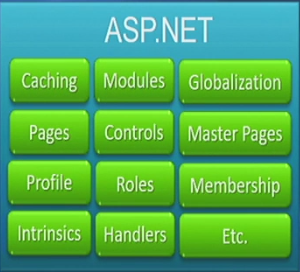 ASP.NET
Caching Modules Globalization
Pages Controls Master Pages
Profile Roles Membership
Intrinsics Handlers Etc.